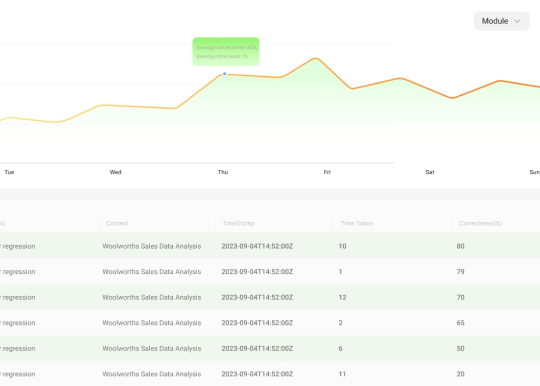 Module
Average correctness: 80%
Average time used: 15
Tue Wed Thu Fri Sat Sun
Context TimeStamp Time Token Correctness(%)
regression Woolworths Sales Data Analysis 2023-09-04T14:52:00Z 10 80
regression Woolworths Sales Data Analysis 2023-09-04T14:52:00Z 1 79
regression Woolworths Sales Data Analysis 2023-09-04T14:52:00Z 12 70
regression Woolworths Sales Data Analysis 2023-09-04T14:52:00Z 2 65
regression Woolworths Sales Data Analysis 2023-09-04T14:52:00Z 6 50
regression Woolworths Sales Data Analysis 2023-09-04T14:52:00Z 11 20